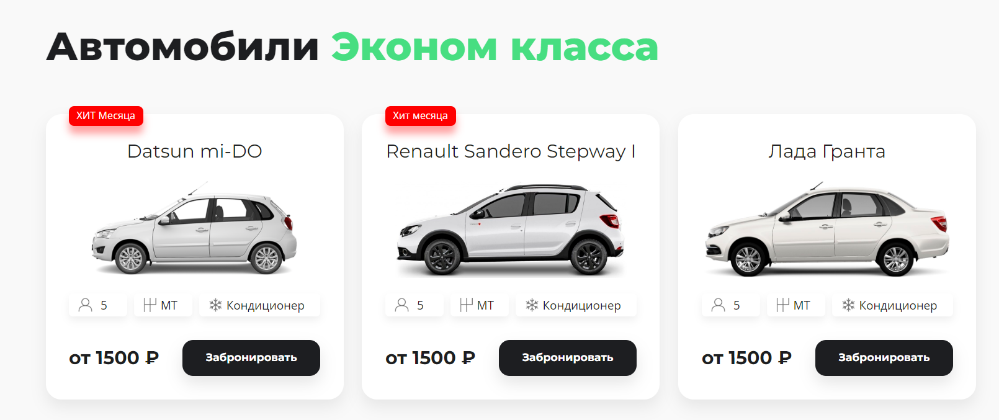 Автомобили Эконом класса
ХИТ Месяца
Datsun mi-DO
5 МТ Кондиционер
от 1500 ₽ Забронировать
Хит месяца
Renault Sandero Stepway I
5 МТ Кондиционер
от 1500 ₽ Забронировать
Лада Гранта
5 МТ Кондиционер
от 1500 ₽ Забронировать